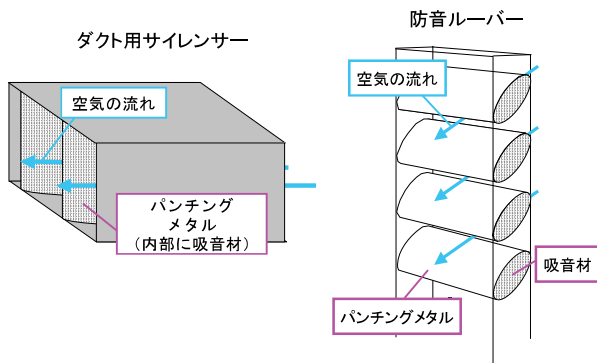 ダクト用サイレンサー
空気の流れ
パンチング
メタル
（内部に吸音材）
防音ルーバー
空気の流れ
吸音材
パンチングメタル